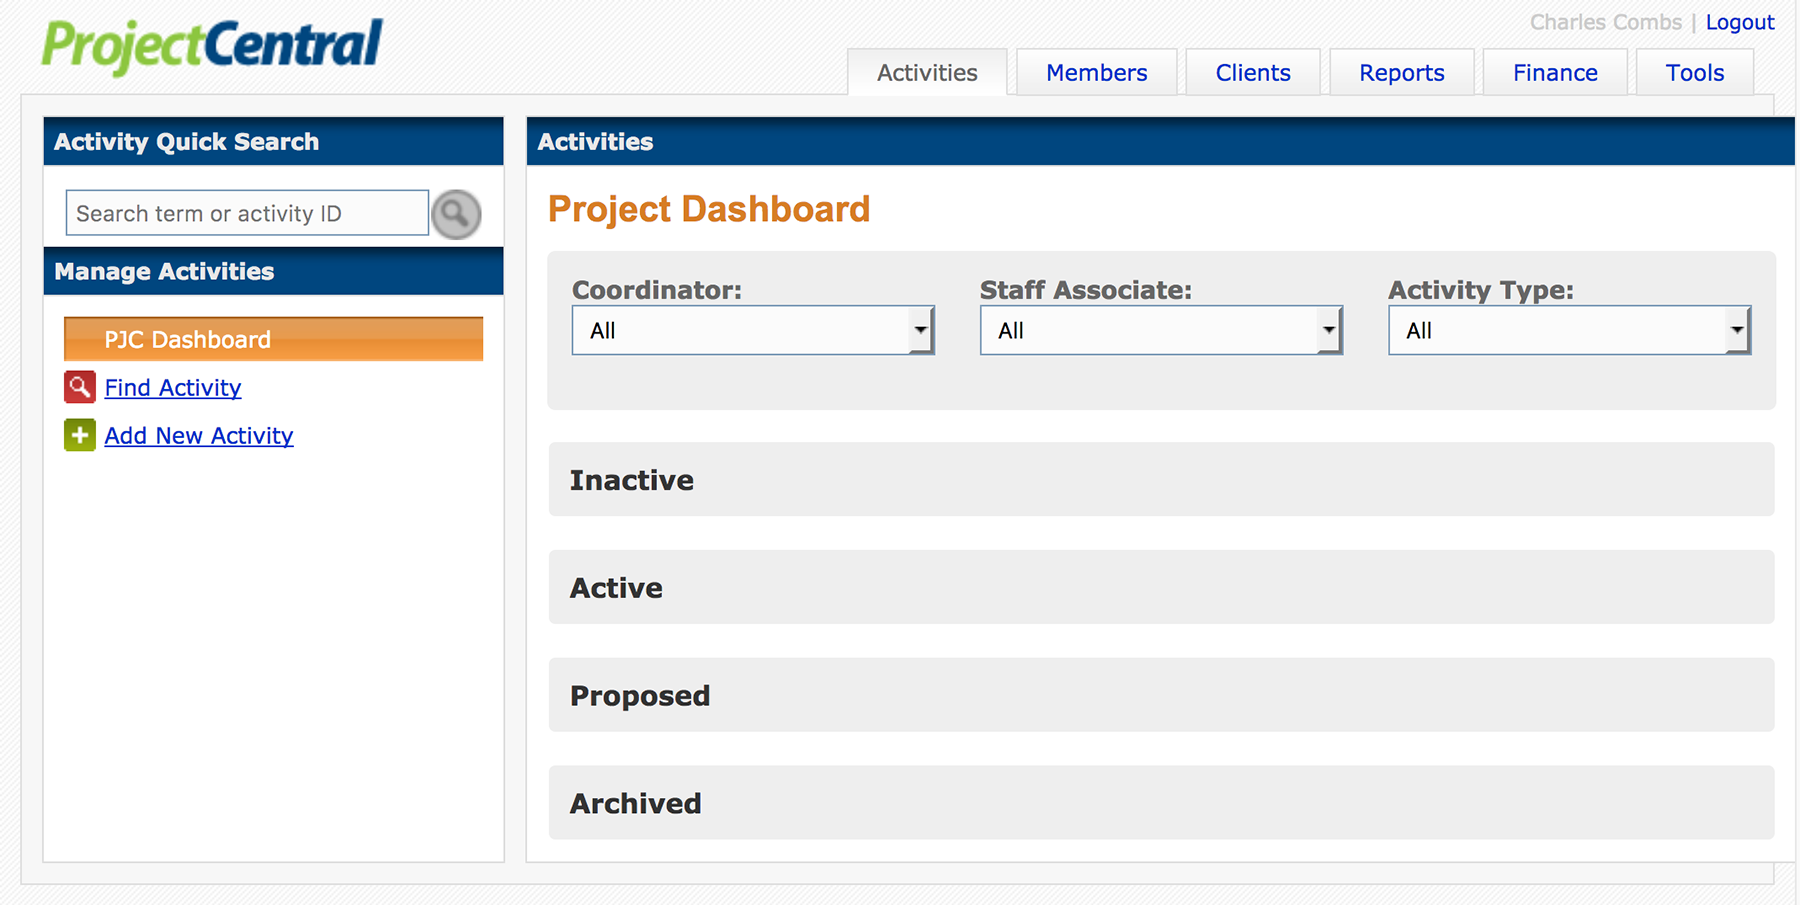 ProjectCentral
Charles Combs | Logout
Activities
Members
Clients
Reports
Finance
Tools
Activity Quick Search
Search term or activity ID
Manage Activities
PJC Dashboard
Find Activity
Add New Activity
Activities
Project Dashboard
Coordinator:
All
Staff Associate:
All
Activity Type:
All
Inactive
Active
Proposed
Archived